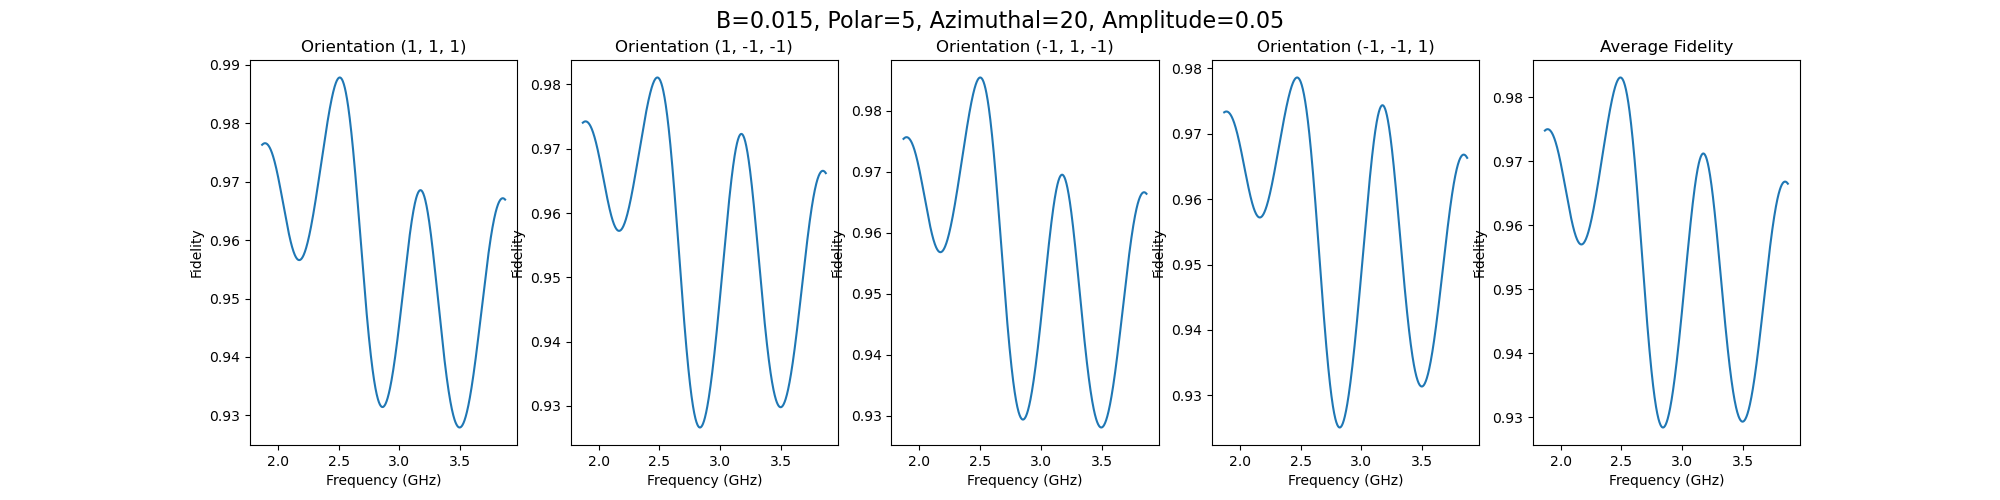 B=0.015, Polar=5, Azimuthal=20, Amplitude=0.05
Orientation (1, 1, 1)
0.99
0.98
0.97
0.96
0.95
0.94
0.93
Fidelity
2.0 2.5 3.0 3.5
Frequency (GHz)
Orientation (1, -1, -1)
0.98
0.97
0.96
0.95
0.94
0.93
Fidelity
2.0 2.5 3.0 3.5
Frequency (GHz)
Orientation (-1, 1, -1)
0.98
0.97
0.96
0.95
0.94
0.93
Fidelity
2.0 2.5 3.0 3.5
Frequency (GHz)
Orientation (-1, -1, 1)
0.98
0.97
0.96
0.95
0.94
0.93
Fidelity
2.0 2.5 3.0 3.5
Frequency (GHz)
Average Fidelity
0.98
0.97
0.96
0.95
0.94
0.93
Fidelity
2.0 2.5 3.0 3.5
Frequency (GHz)